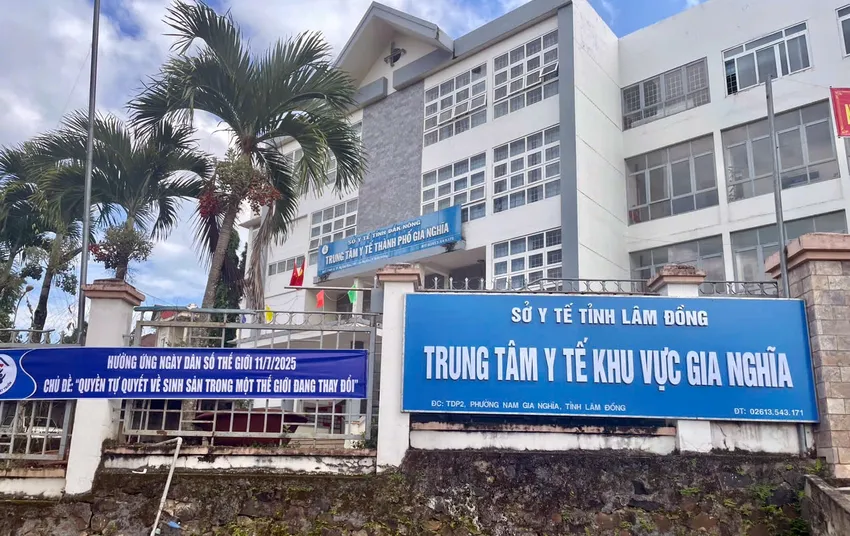 SỞ Y TẾ TỈNH ĐĂK NÔNG
TRUNG TÂM Y TẾ THÀNH PHỐ GIA NGHĨA
HƯỞNG ỨNG NGÀY DÂN SỐ THẾ GIỚI 11/7/2025
CHỦ ĐỀ "QUYỀN TỰ QUYẾT VỀ SINH SẢN TRONG MỘT THẾ GIỚI ĐANG THAY ĐỔI"
SỞ Y TẾ TỈNH LÂM ĐỒNG
TRUNG TÂM Y TẾ KHU VỰC GIA NGHĨA
ĐC: TDP2, PHƯỜNG NAM GIA NGHĨA, TỈNH LÂM ĐỒNG
ĐT: 02613.543.171